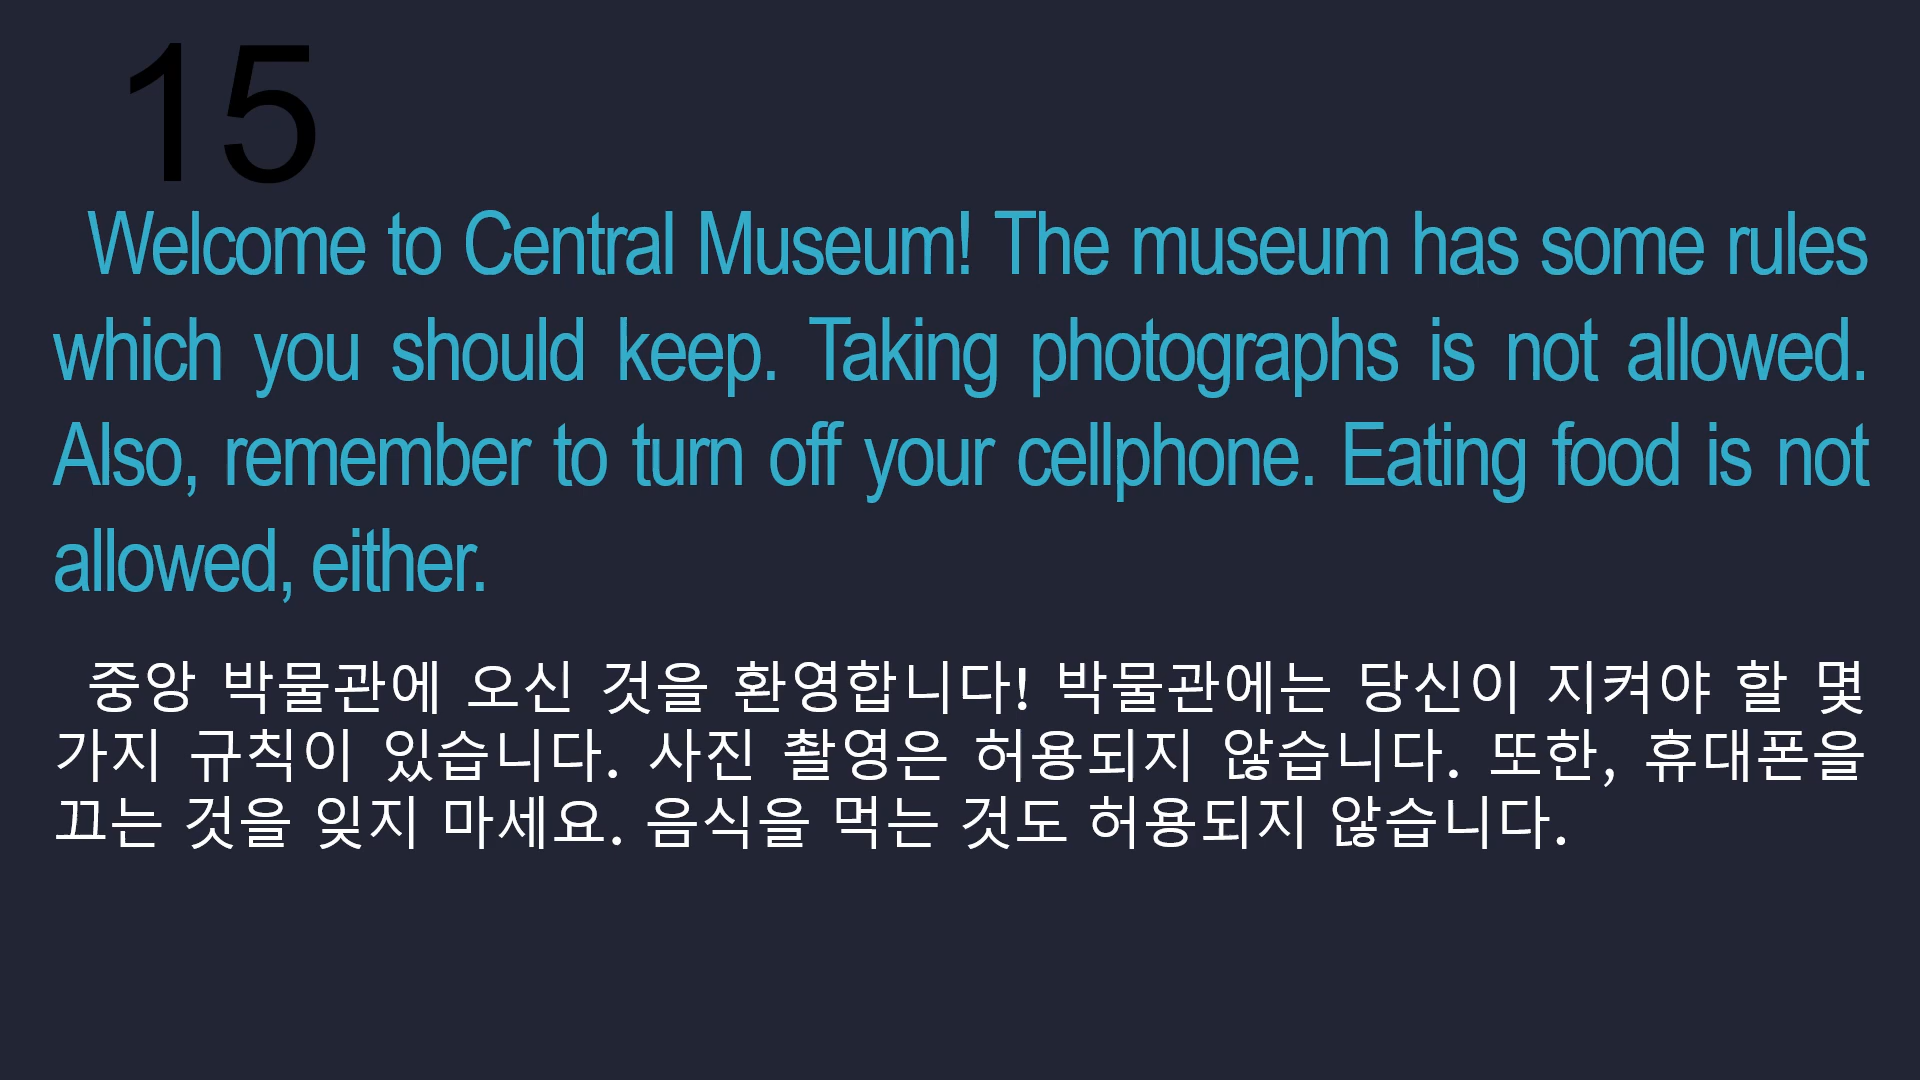 15
Welcome to Central Museum! The museum has some rules
which you should keep. Taking photographs is not allowed.
Also, remember to turn off your cellphone. Eating food is not
allowed, either.
중앙 박물관에 오신 것을 환영합니다! 박물관에는 당신이 지켜야 할 몇
가지 규칙이 있습니다. 사진 촬영은 허용되지 않습니다. 또한, 휴대폰을
끄는 것을 잊지 마세요. 음식을 먹는 것도 허용되지 않습니다.